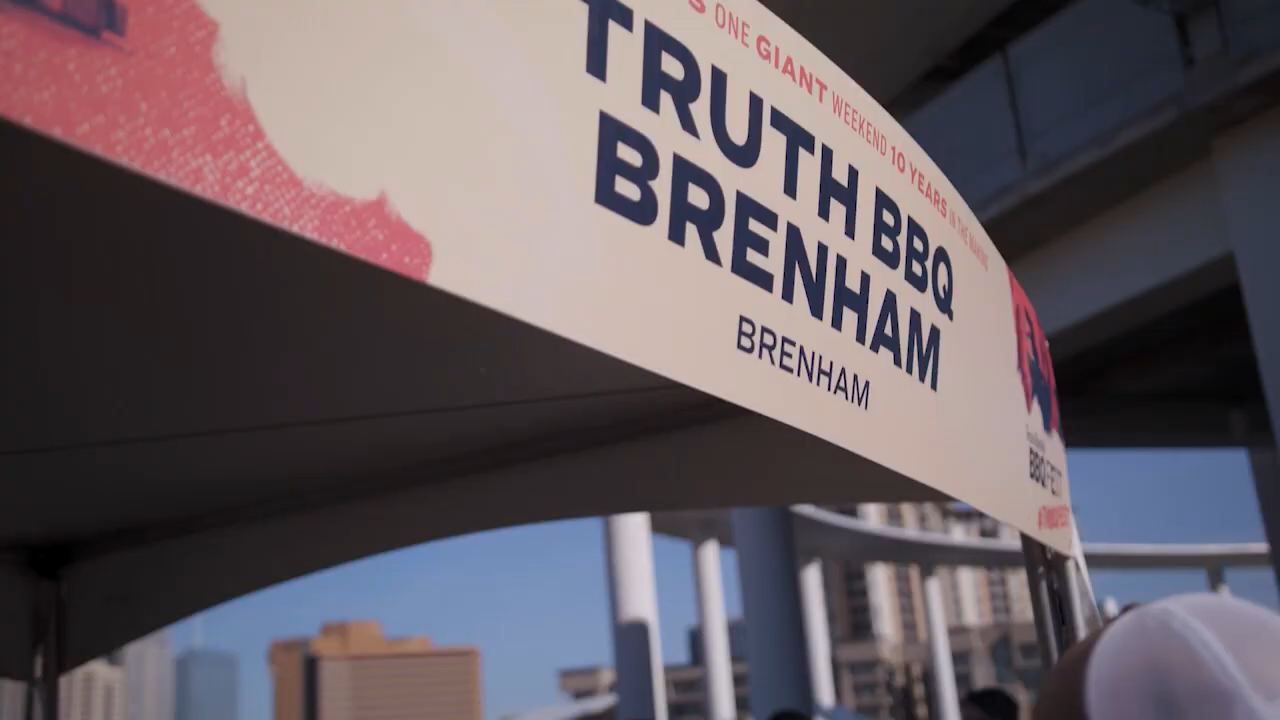 ONE GIANT WEEKEND 10 YEARS IN THE MAKING
TRUTH BBQ
BRENHAM
BRENHAM
BBQ FEST